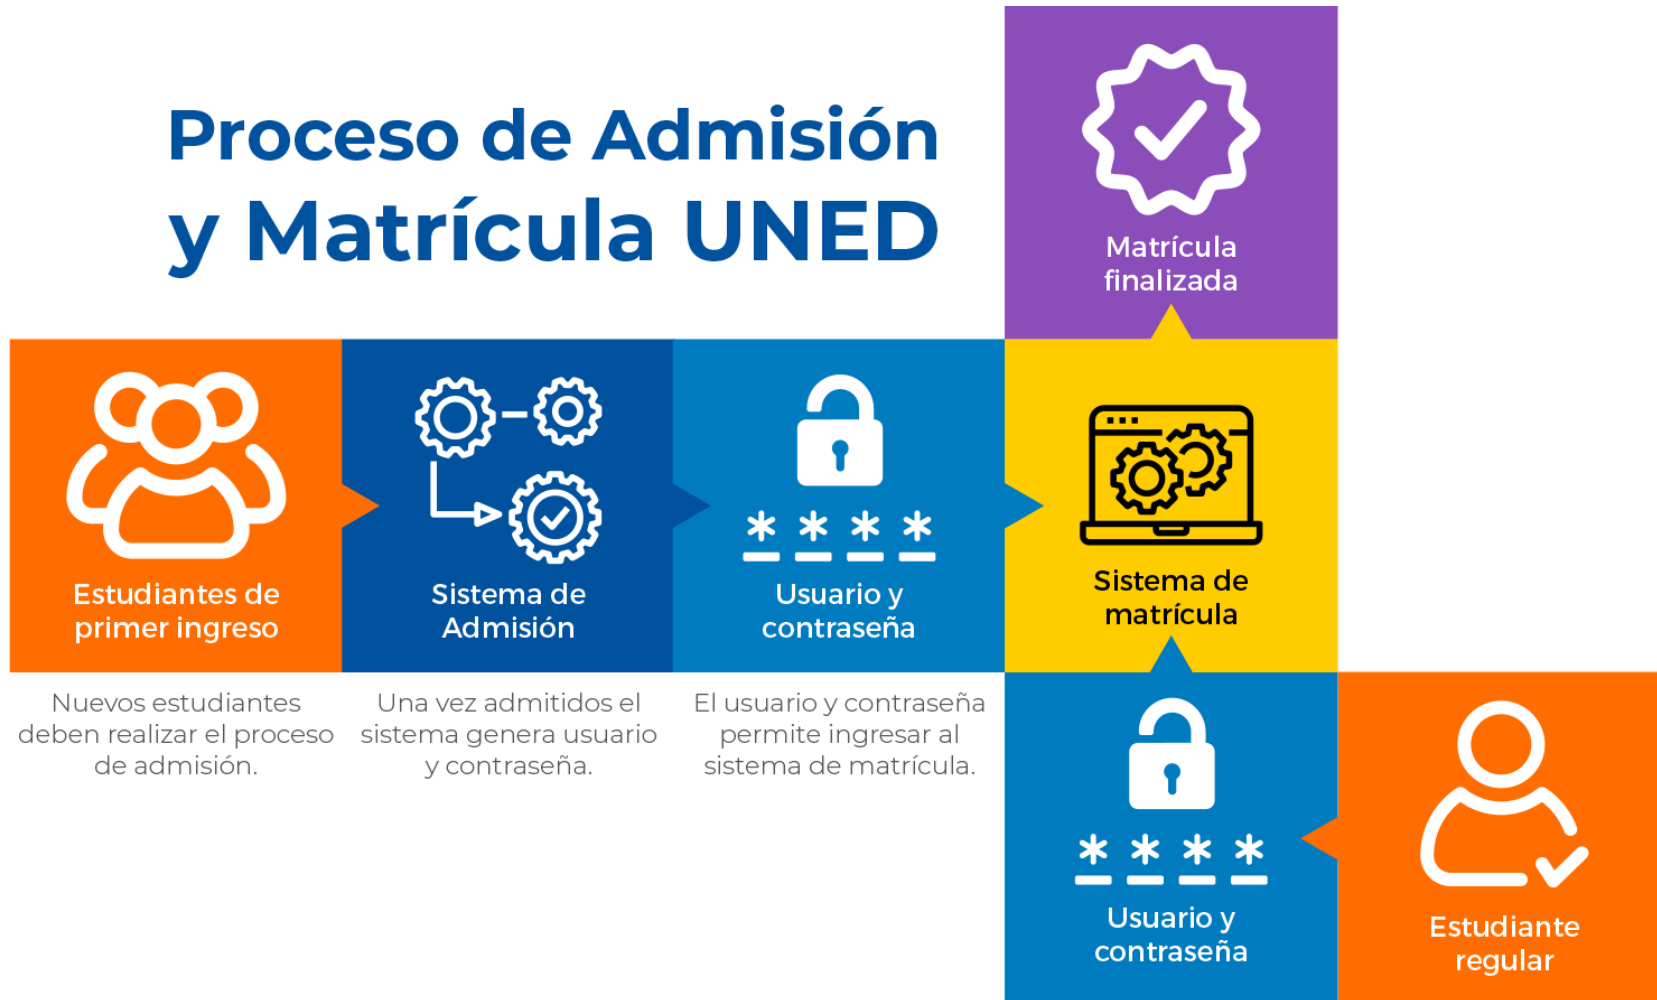 Proceso de Admisión
y Matrícula UNED
Matrícula
finalizada
Estudiantes de
primer ingreso
Sistema de
Admisión
* * * *
Usuario y
contraseña
Sistema de
matrícula
Nuevos estudiantes
deben realizar el proceso
de admisión.
Una vez admitidos el
sistema genera usuario
y contraseña.
El usuario y contraseña
permite ingresar al
sistema de matrícula.
* * * *
Usuario y
contraseña
Estudiante
regular